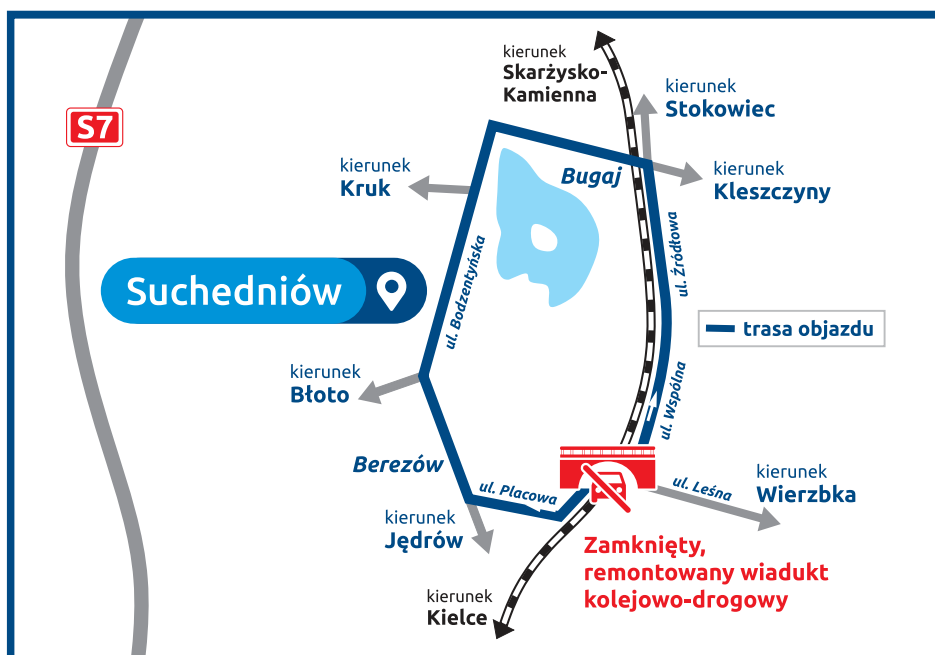 kierunek
Skarżysko-
Kamienna
kierunek
Stokowiec
S7
kierunek
Kruk
Bugaj
kierunek
Kleszczyny
ul. Źródłowa
ul. Bodzentyńska
Suchedniów
trasa objazdu
kierunek
Błoto
ul. Wspólna
Berezów
ul. Placowa
kierunek
Wierzbka
ul. Leśna
kierunek
Jędrów
Zamknięty,
remontowany wiadukt
kolejowo-drogowy
kierunek
Kielce